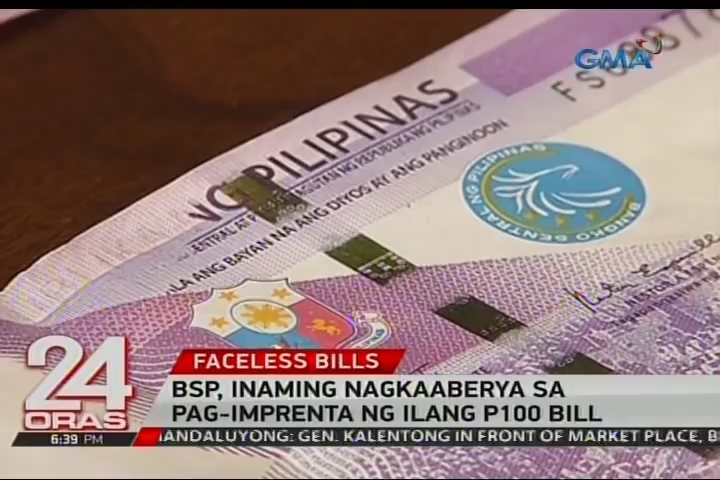 GMA
PILIPINAS
PILA ANG BAYAN NA ANG DIYOS AY ANG PANGINOON
BANGKO SENTRAL NG PILIPINAS
24
ORAS
6:39 PM
FACELESS BILLS
BSP, INAMING NAGKAABERYA SA
PAG-IMPRENTA NG ILANG P100 BILL
ANDALUYONG: GEN. KALENTONG IN FRONT OF MARKET PLACE, B